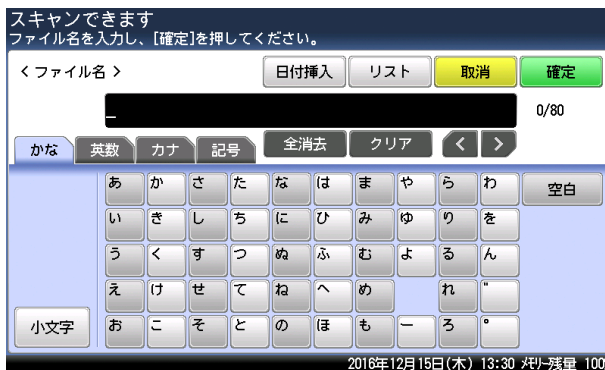 スキャンできます
ファイル名を入力し、[確定]を押してください。
<ファイル名> 日付挿入 リスト 取消 確定
_ 0/80
かな 英数 カナ 記号 全消去 クリア < >
あ か さ た な は ま や ら わ 空白
い き し ち に ひ み ゆ り を
う く す つ ぬ ふ む よ る ん
え け せ て ね へ め れ "
小文字 お こ そ と の ほ も ー ろ °
2016年12月15日(木) 13:30 メモリー残量 100